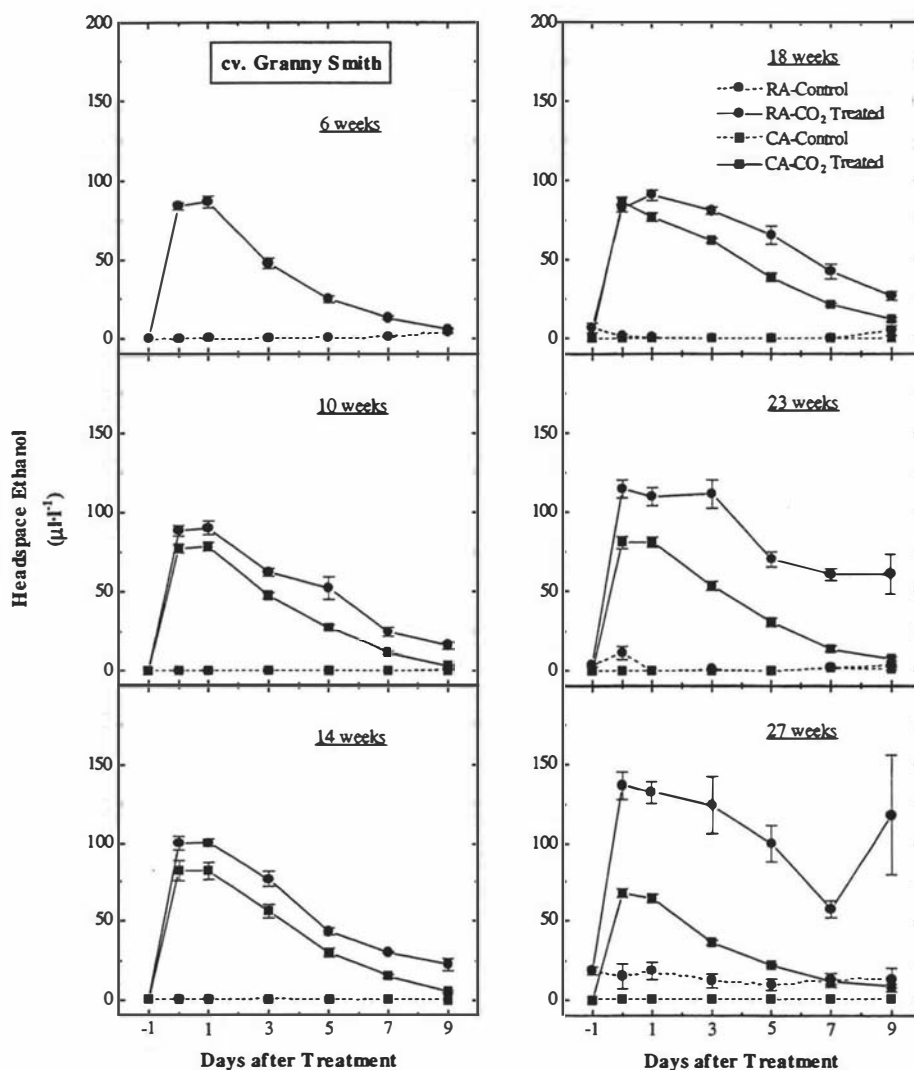 cv. Granny Smith
6 weeks
200
150
100
50
0
10 weeks
150
100
50
0
14 weeks
150
100
50
0
-1 1 3 5 7 9
Days after Treatment
Headspace Ethanol
(µl·l⁻¹)
18 weeks
RA-Control
RA-CO₂ Treated
CA-Control
CA-CO₂ Treated
200
150
100
50
0
23 weeks
150
100
50
0
27 weeks
150
100
50
0
-1 1 3 5 7 9
Days after Treatment